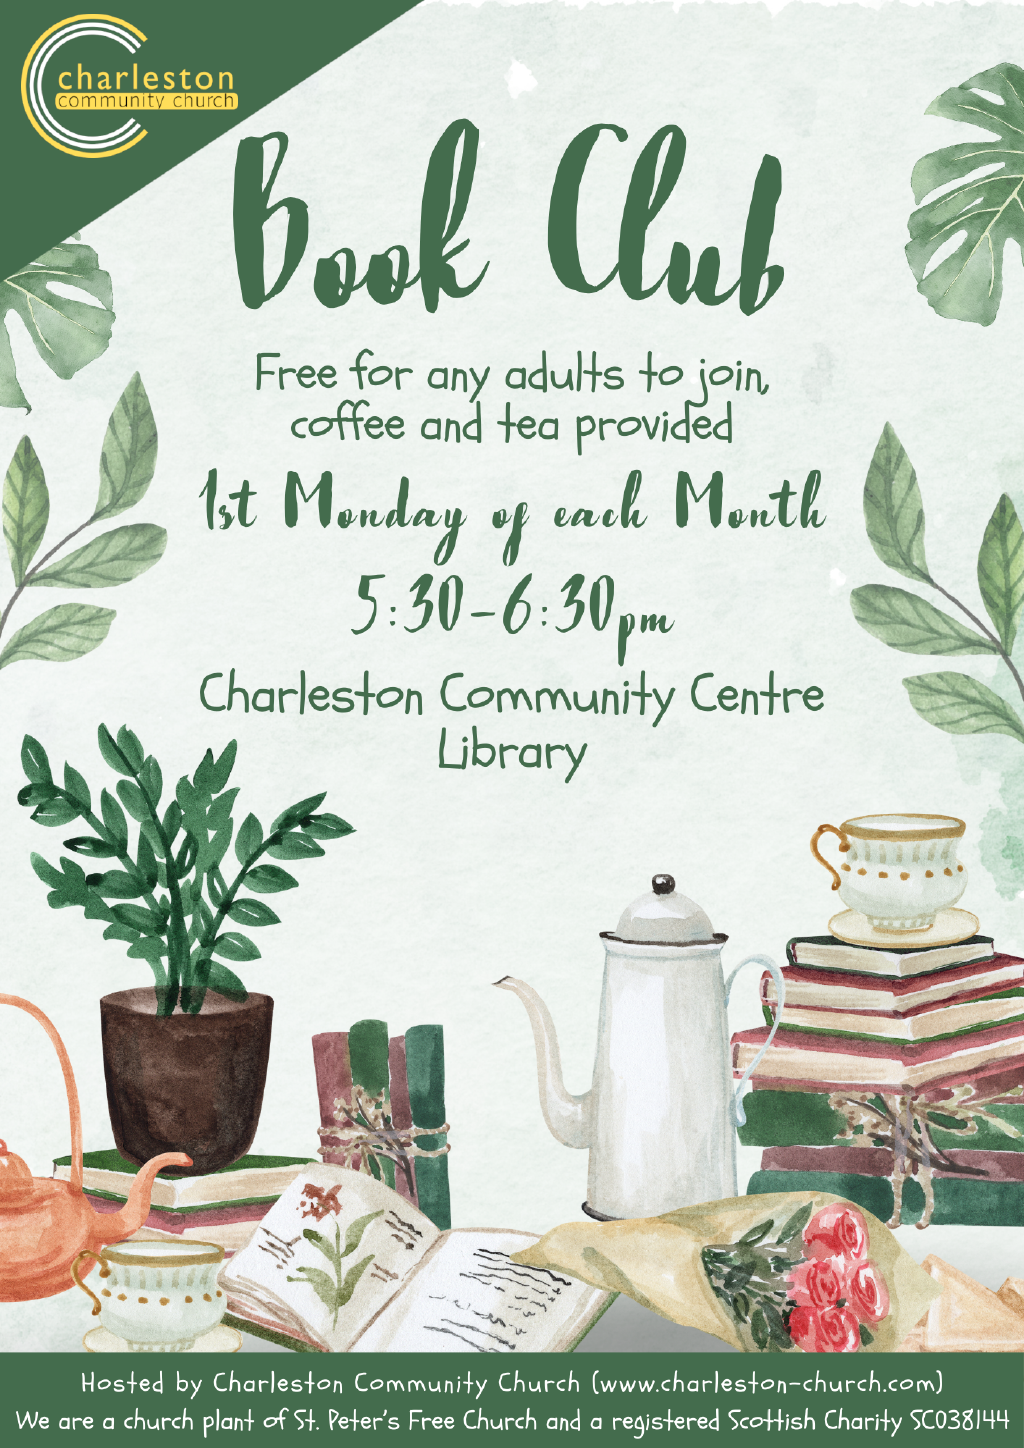 charleston
community church
Book Club
Free for any adults to join,
coffee and tea provided
1st Monday of each Month
5:30-6:30pm
Charleston Community Centre
Library
Hosted by Charleston Community Church (www.charleston-church.com)
We are a church plant of St. Peter's Free Church and a registered Scottish Charity SC038144